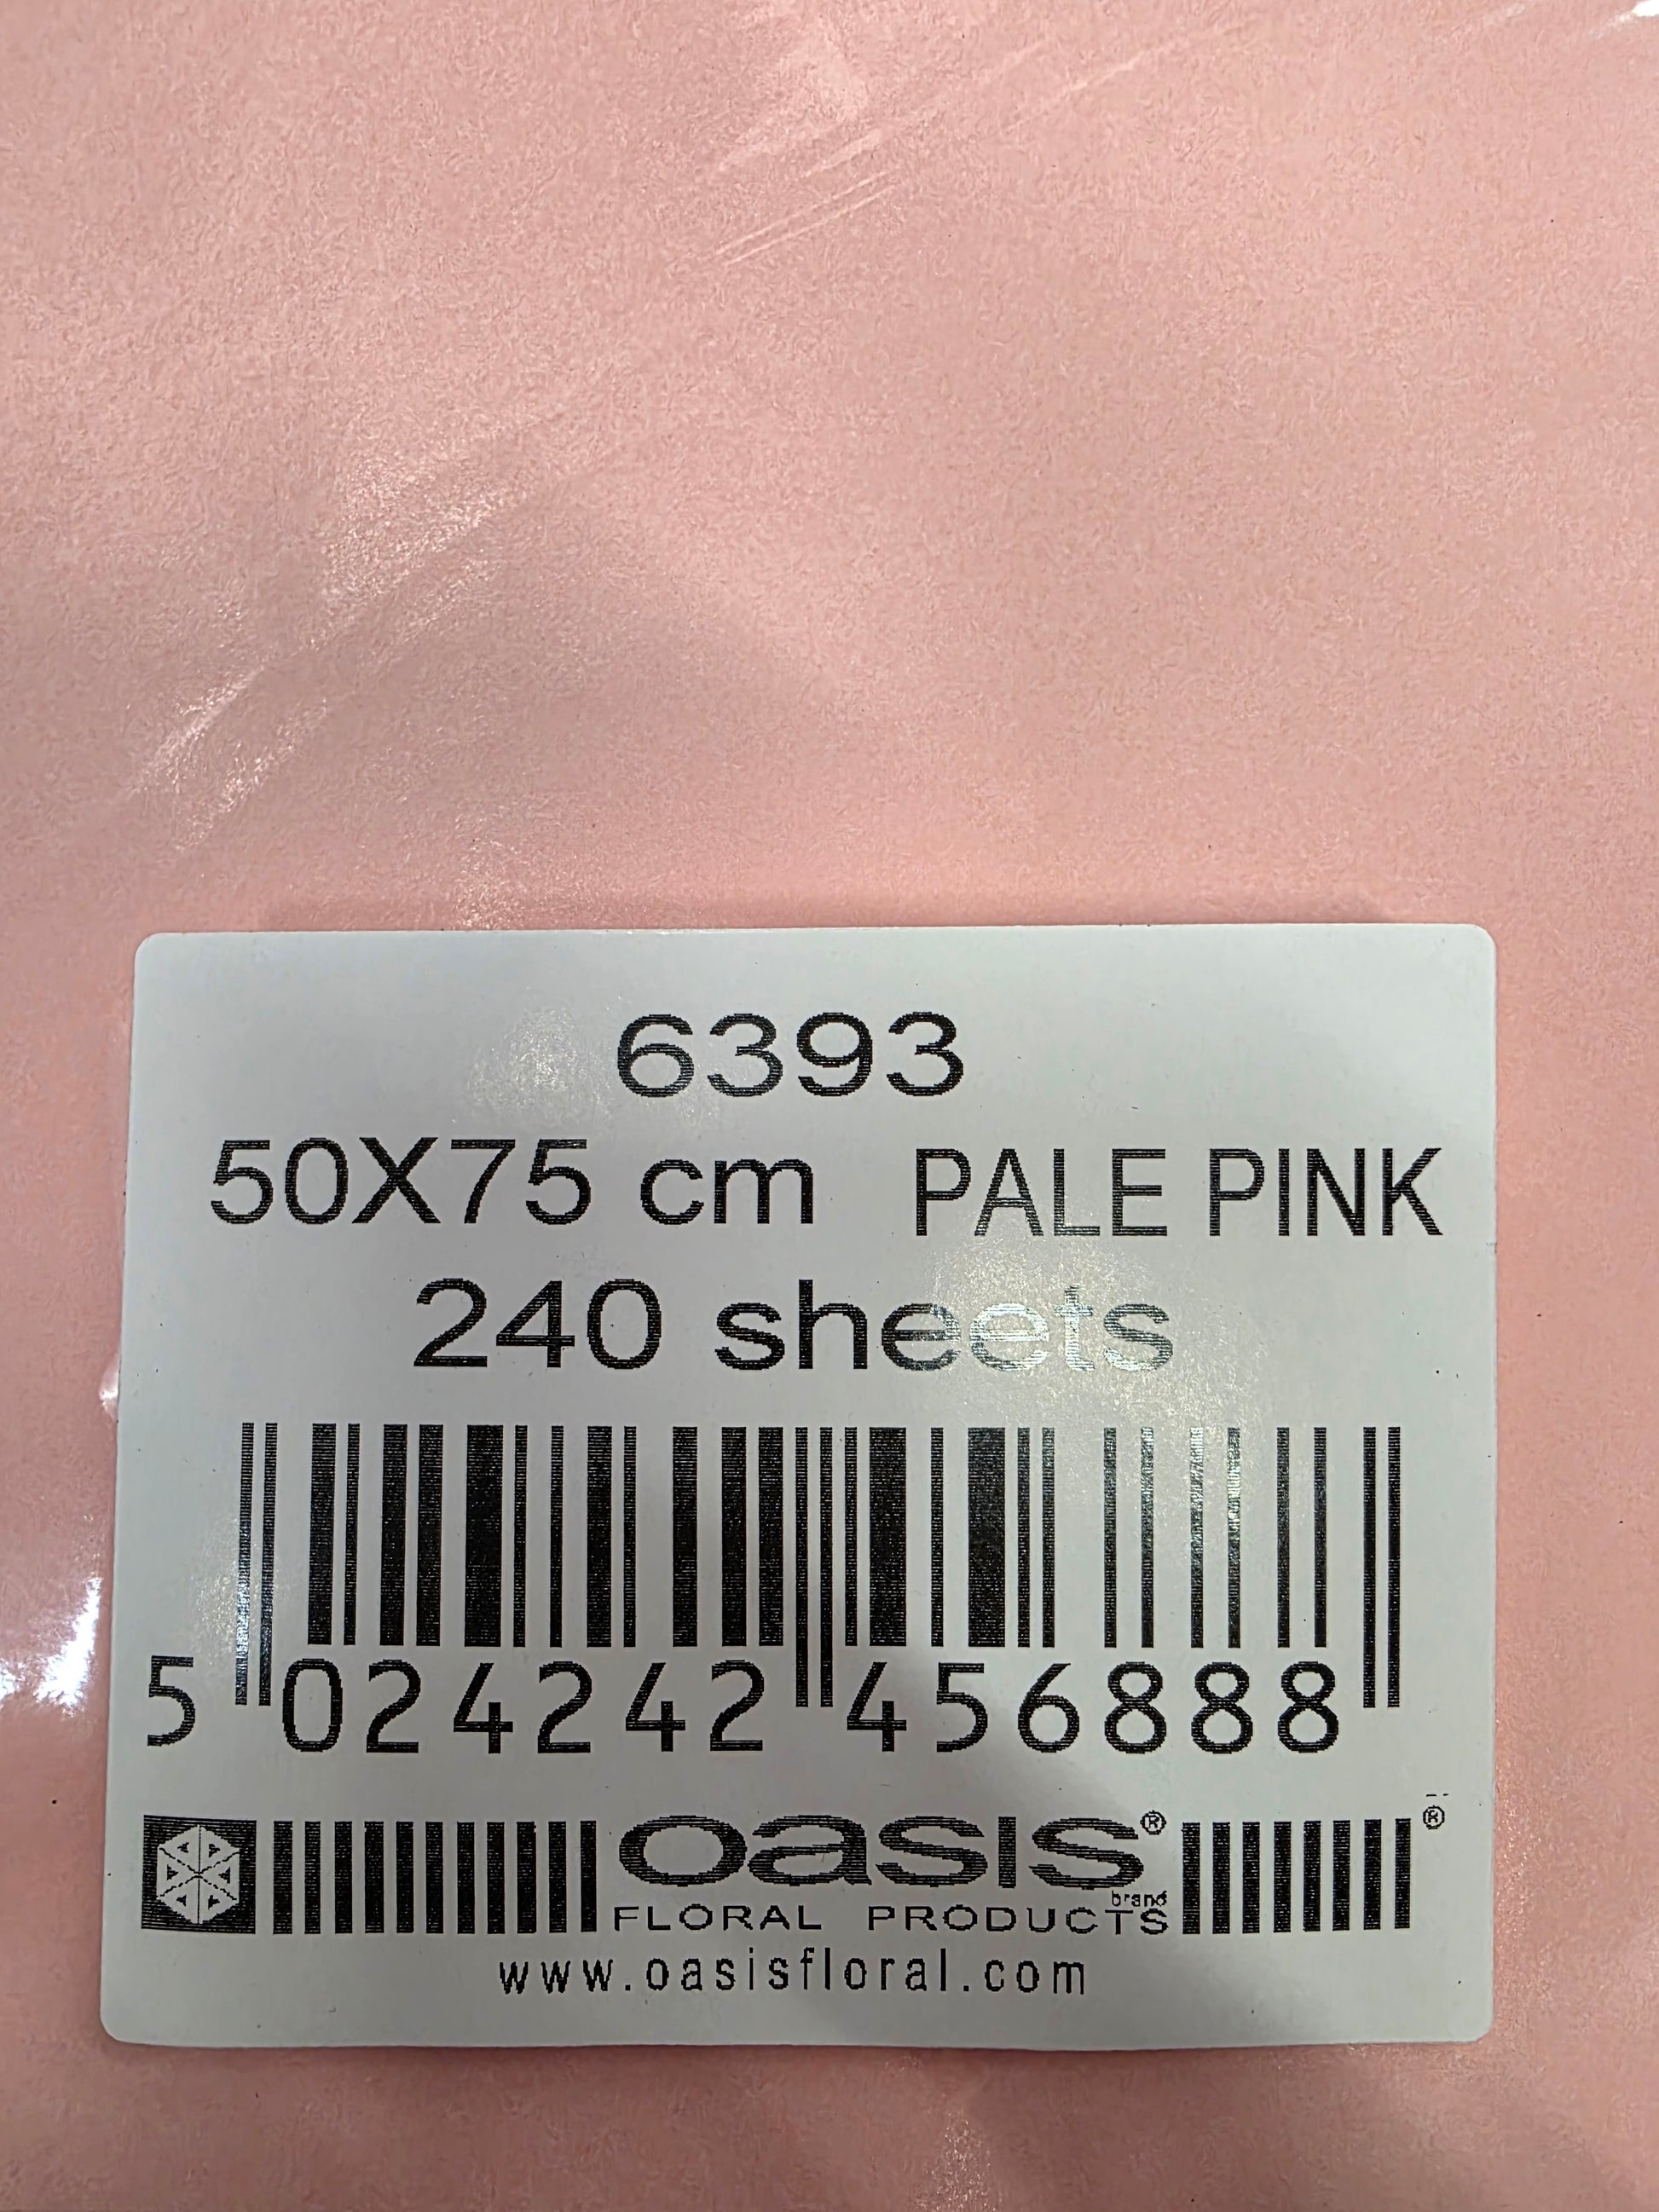 6393
50X75 cm PALE PINK
240 sheets
5 024242 456888
oasis®
brand
FLORAL PRODUCTS
®
www.oasisfloral.com